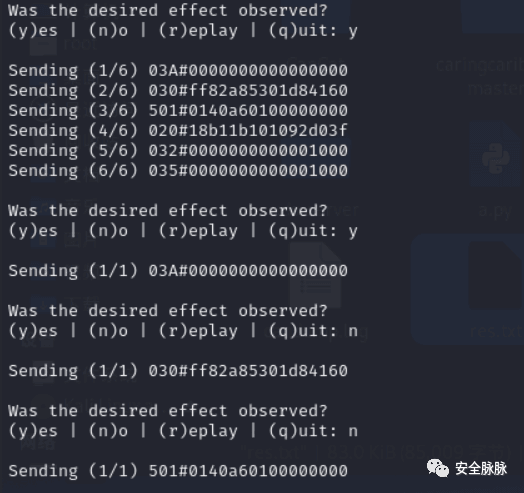 Was the desired effect observed?
(y)es | (n)o | (r)eplay | (q)uit: y
Sending (1/6) 03A#0000000000000000
Sending (2/6) 030#ff82a85301d84160
Sending (3/6) 501#0140a60100000000
Sending (4/6) 020#18b11b101092d03f
Sending (5/6) 032#0000000000001000
Sending (6/6) 035#0000000000001000
Was the desired effect observed?
(y)es | (n)o | (r)eplay | (q)uit: y
Sending (1/1) 03A#0000000000000000
Was the desired effect observed?
(y)es | (n)o | (r)eplay | (q)uit: n
Sending (1/1) 030#ff82a85301d84160
Was the desired effect observed?
(y)es | (n)o | (r)eplay | (q)uit: n
Sending (1/1) 501#0140a60100000000
安全脉脉